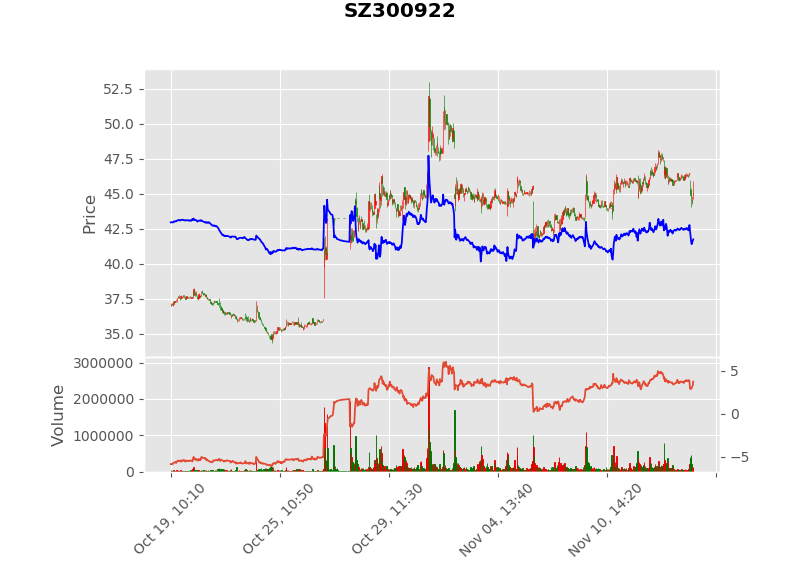 SZ300922
52.5
50.0
47.5
45.0
42.5
40.0
37.5
35.0
Price
3000000
2000000
1000000
0
Volume
5
0
−5
Oct 19, 10:10
Oct 25, 10:50
Oct 29, 11:30
Nov 04, 13:40
Nov 10, 14:20